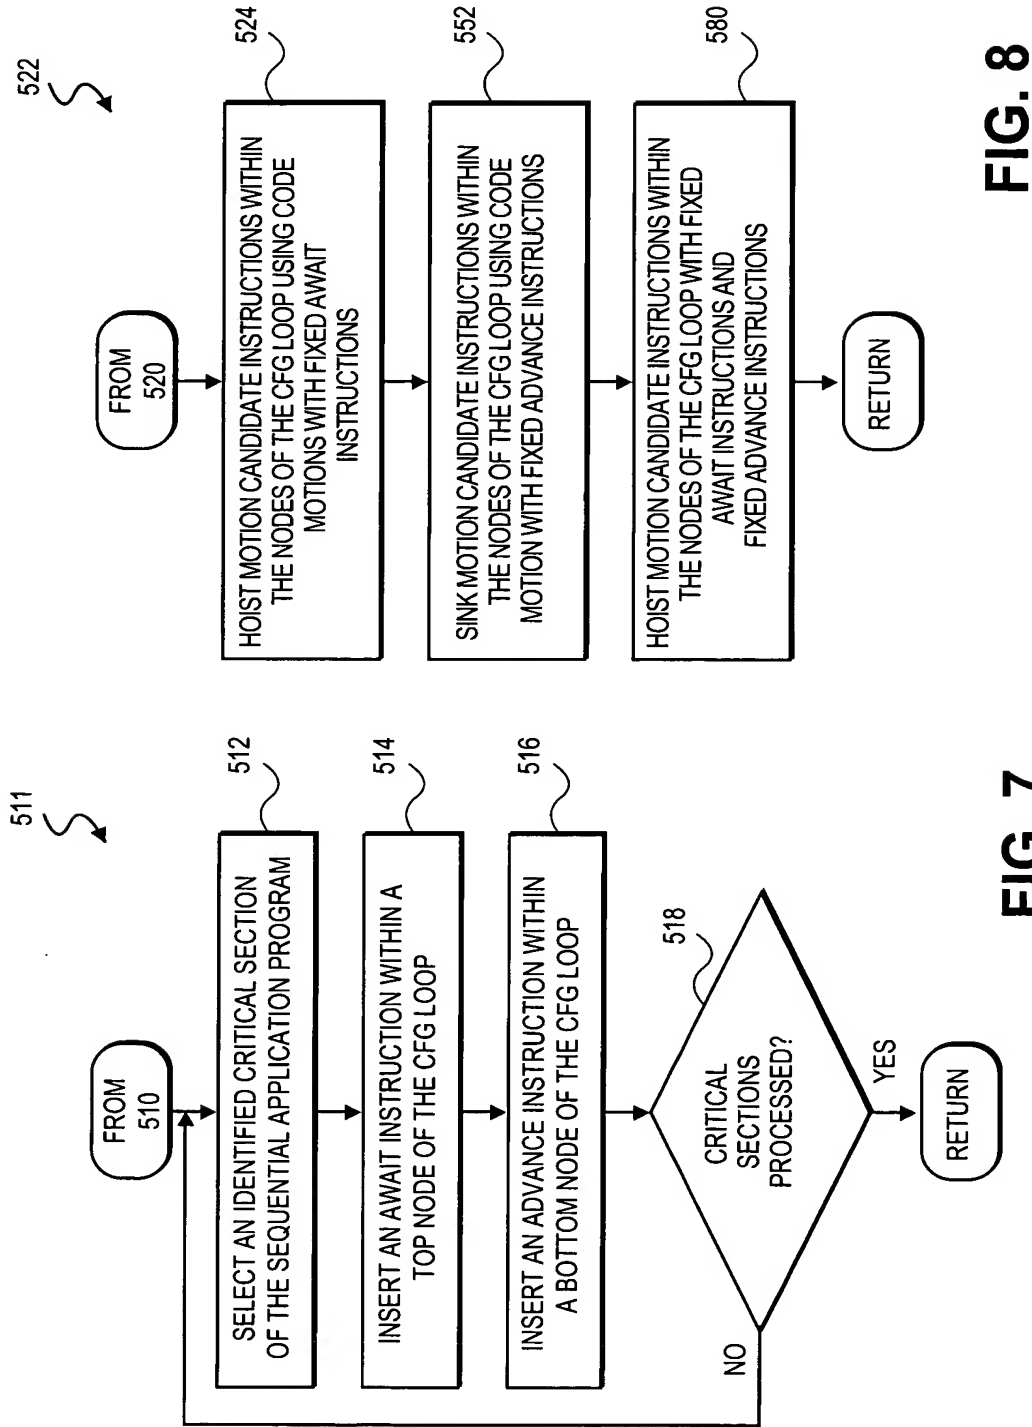 511
FROM
510
512
SELECT AN IDENTIFIED CRITICAL SECTION
OF THE SEQUENTIAL APPLICATION PROGRAM
514
INSERT AN AWAIT INSTRUCTION WITHIN A
TOP NODE OF THE CFG LOOP
516
INSERT AN ADVANCE INSTRUCTION WITHIN
A BOTTOM NODE OF THE CFG LOOP
518
CRITICAL
SECTIONS
PROCESSED?
NO
YES
RETURN
FIG. 7
522
FROM
520
524
HOIST MOTION CANDIDATE INSTRUCTIONS WITHIN
THE NODES OF THE CFG LOOP USING CODE
MOTIONS WITH FIXED AWAIT
INSTRUCTIONS
552
SINK MOTION CANDIDATE INSTRUCTIONS WITHIN
THE NODES OF THE CFG LOOP USING CODE
MOTION WITH FIXED ADVANCE INSTRUCTIONS
580
HOIST MOTION CANDIDATE INSTRUCTIONS WITHIN
THE NODES OF THE CFG LOOP WITH FIXED
AWAIT INSTRUCTIONS AND
FIXED ADVANCE INSTRUCTIONS
RETURN
FIG. 8